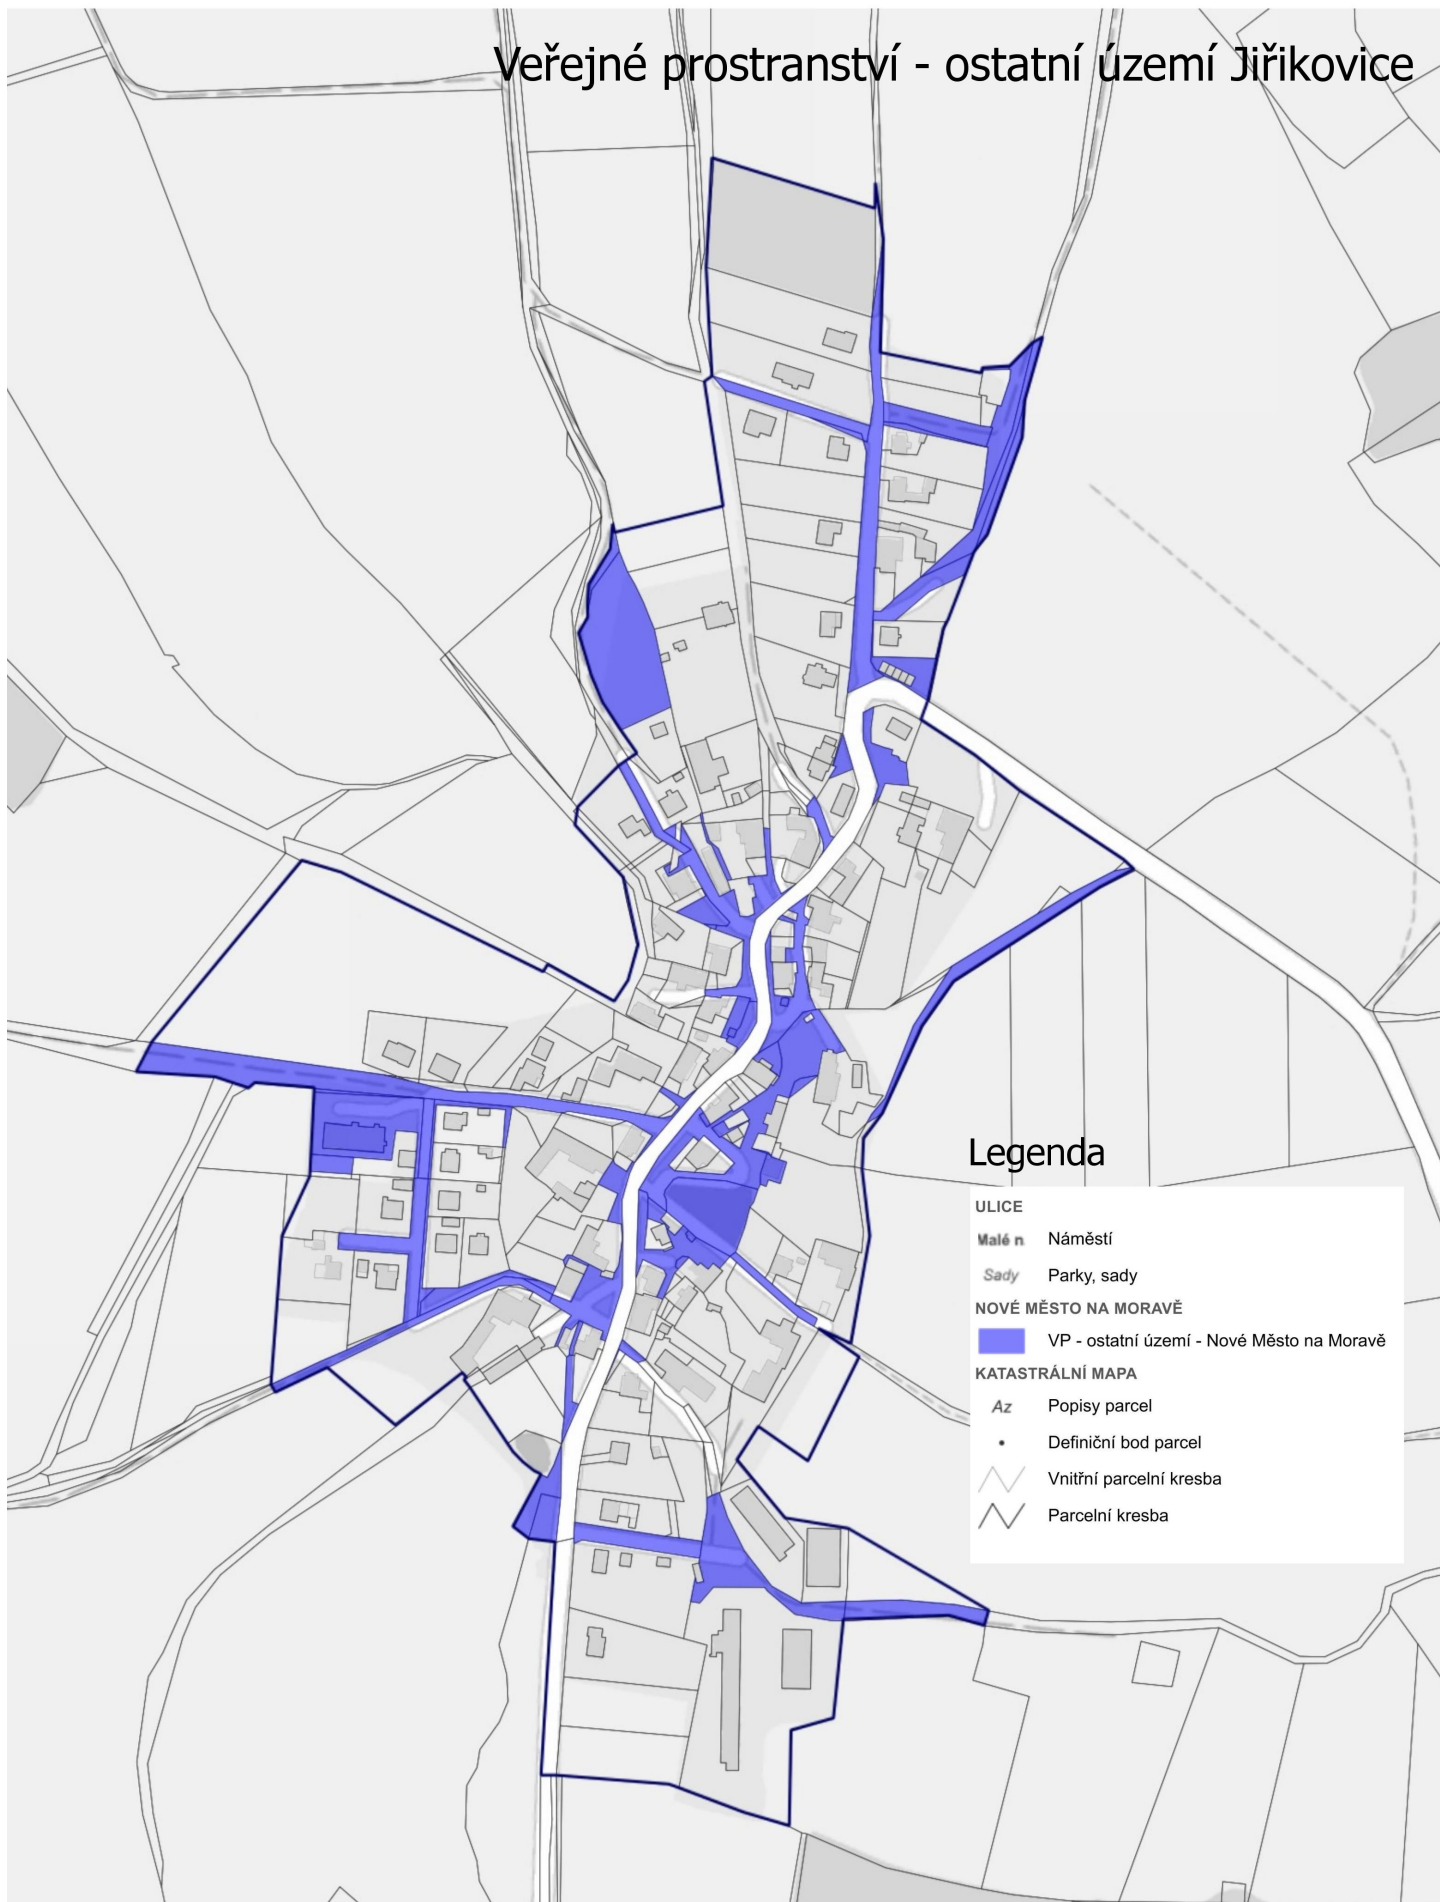 Veřejné prostranství - ostatní území Jiřikovice
Legenda
ULICE
Malé n Náměstí
Sady Parky, sady
NOVÉ MĚSTO NA MORAVĚ
VP - ostatní území - Nové Město na Moravě
KATASTRÁLNÍ MAPA
Az Popisy parcel
Definiční bod parcel
Vnitřní parcelní kresba
Parcelní kresba